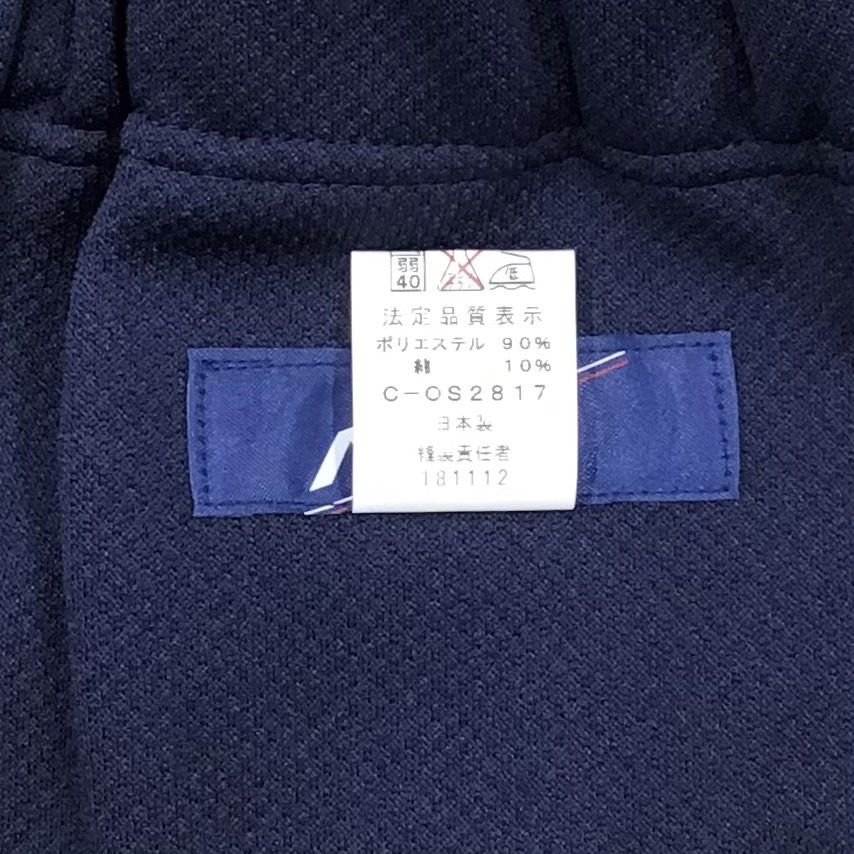 弱
40
低
法定品質表示
ポリエステル 90%
綿 10%
C-OS2817
日本製
縫製責任者
181112